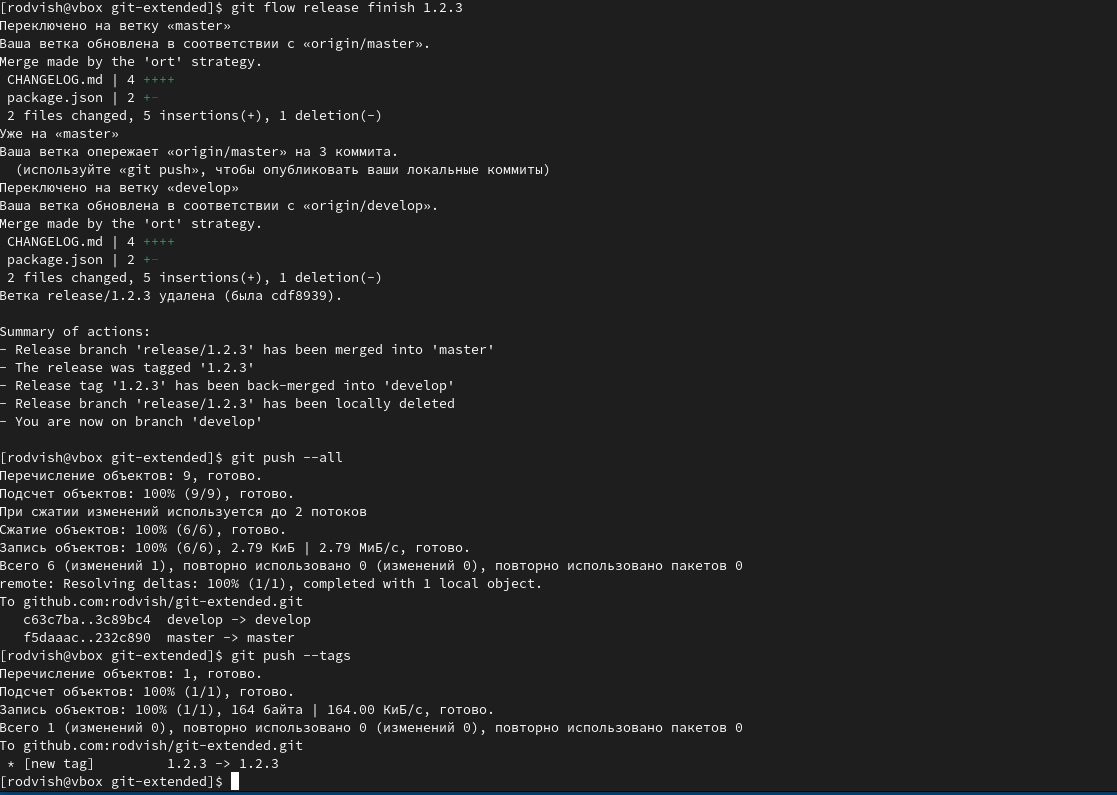 [rodvish@vbox git-extended]$ git flow release finish 1.2.3
Переключено на ветку «master»
Ваша ветка обновлена в соответствии с «origin/master».
Merge made by the 'ort' strategy.
 CHANGELOG.md | 4 ++++
 package.json | 2 +-
 2 files changed, 5 insertions(+), 1 deletion(-)
Уже на «master»
Ваша ветка опережает «origin/master» на 3 коммита.
  (используйте «git push», чтобы опубликовать ваши локальные коммиты)
Переключено на ветку «develop»
Ваша ветка обновлена в соответствии с «origin/develop».
Merge made by the 'ort' strategy.
 CHANGELOG.md | 4 ++++
 package.json | 2 +-
 2 files changed, 5 insertions(+), 1 deletion(-)
Ветка release/1.2.3 удалена (была cdf8939).

Summary of actions:
- Release branch 'release/1.2.3' has been merged into 'master'
- The release was tagged '1.2.3'
- Release tag '1.2.3' has been back-merged into 'develop'
- Release branch 'release/1.2.3' has been locally deleted
- You are now on branch 'develop'

[rodvish@vbox git-extended]$ git push --all
Перечисление объектов: 9, готово.
Подсчет объектов: 100% (9/9), готово.
При сжатии изменений используется до 2 потоков
Сжатие объектов: 100% (6/6), готово.
Запись объектов: 100% (6/6), 2.79 КиБ | 2.79 МиБ/с, готово.
Всего 6 (изменений 1), повторно использовано 0 (изменений 0), повторно использовано пакетов 0
remote: Resolving deltas: 100% (1/1), completed with 1 local object.
To github.com:rodvish/git-extended.git
   c63c7ba..3c89bc4  develop -> develop
   f5daaac..232c890  master -> master
[rodvish@vbox git-extended]$ git push --tags
Перечисление объектов: 1, готово.
Подсчет объектов: 100% (1/1), готово.
Запись объектов: 100% (1/1), 164 байта | 164.00 КиБ/с, готово.
Всего 1 (изменений 0), повторно использовано 0 (изменений 0), повторно использовано пакетов 0
To github.com:rodvish/git-extended.git
 * [new tag]         1.2.3 -> 1.2.3
[rodvish@vbox git-extended]$